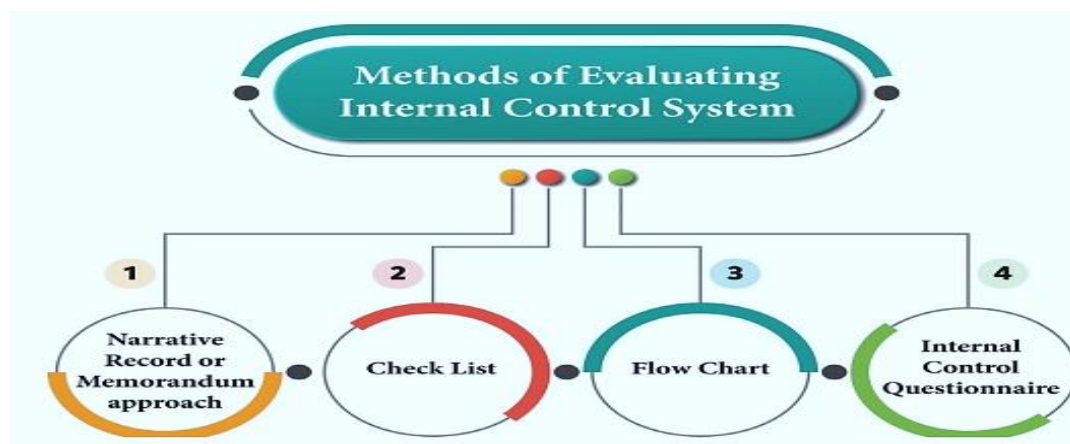 Methods of Evaluating
Internal Control System
1
2
3
4
Narrative
Record or
Memorandum
approach
Check List
Flow Chart
Internal
Control
Questionnaire